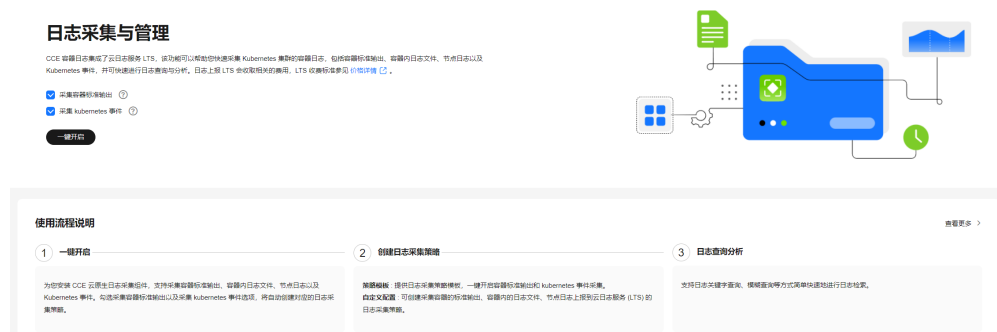 日志采集与管理
CCE 容器日志集成了云日志服务 LTS，该功能可以帮助您快速采集 Kubernetes 集群的容器日志，包括容器标准输出、容器内日志文件、节点日志以及
Kubernetes 事件，并可快速进行日志查询与分析。日志上报 LTS 会收取相关的费用，LTS 收费标准参见 价格详情 。
采集容器标准输出
采集 kubernetes 事件
一键开启
使用流程说明
查看更多 >
1 一键开启
2 创建日志采集策略
3 日志查询分析
为您安装 CCE 云原生日志采集组件，支持采集容器标准输出、容器内日志文件、节点日志以及
Kubernetes 事件。勾选采集容器标准输出以及采集 kubernetes 事件选项，将自动创建对应的日志采
集策略。
策略模板：提供日志采集策略模板，一键开启容器标准输出和 kubernetes 事件采集。
自定义配置：可创建采集容器的标准输出、容器内的日志文件、节点日志上报到云日志服务 (LTS) 的
日志采集策略。
支持日志关键字查询、模糊查询等方式简单快速地进行日志检索。